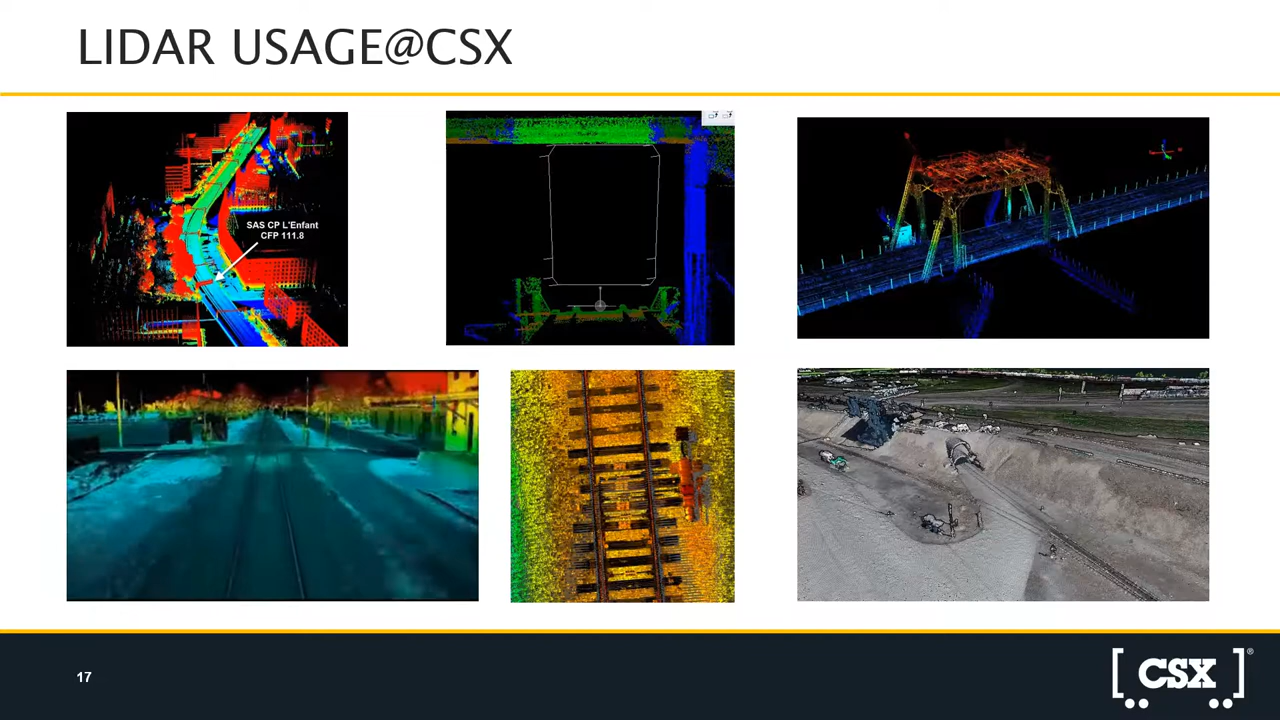 LIDAR USAGE@CSX
SAS CP L'Enfant
CFP 111.8
17
CSX
®